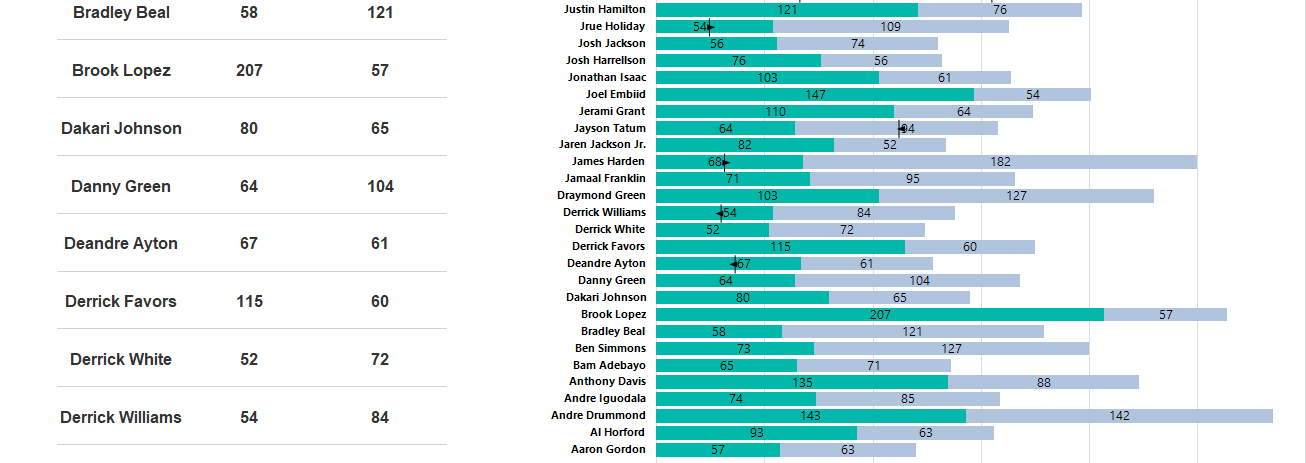 Bradley Beal 58 121
Brook Lopez 207 57
Dakari Johnson 80 65
Danny Green 64 104
Deandre Ayton 67 61
Derrick Favors 115 60
Derrick White 52 72
Derrick Williams 54 84
Justin Hamilton 121 76
Jrue Holiday 54 109
Josh Jackson 56 74
Josh Harrellson 76 56
Jonathan Isaac 103 61
Joel Embiid 147 54
Jerami Grant 110 64
Jayson Tatum 64 94
Jaren Jackson Jr. 82 52
James Harden 68 182
Jamaal Franklin 71 95
Draymond Green 103 127
Derrick Williams 54 84
Derrick White 52 72
Derrick Favors 115 60
Deandre Ayton 67 61
Danny Green 64 104
Dakari Johnson 80 65
Brook Lopez 207 57
Bradley Beal 58 121
Ben Simmons 73 127
Bam Adebayo 65 71
Anthony Davis 135 88
Andre Iguodala 74 85
Andre Drummond 143 142
Al Horford 93 63
Aaron Gordon 57 63